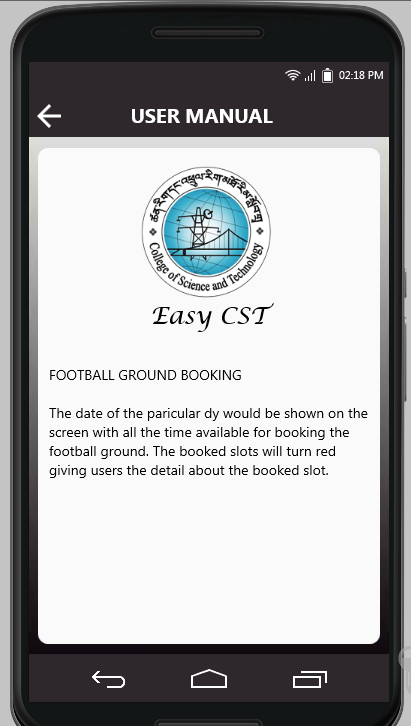 02:18 PM
USER MANUAL
College of Science and Technology
Easy CST
FOOTBALL GROUND BOOKING
The date of the paricular dy would be shown on the
screen with all the time available for booking the
football ground. The booked slots will turn red
giving users the detail about the booked slot.